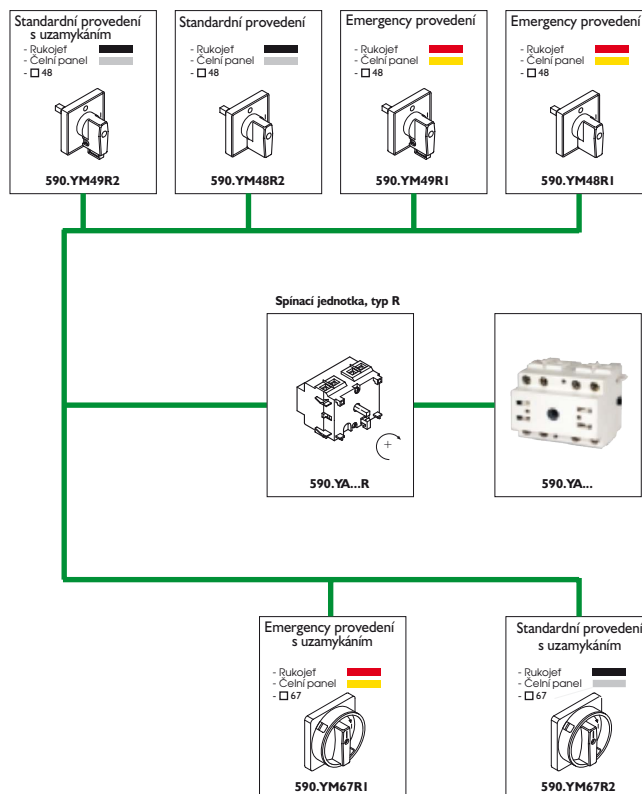 Standardní provedení
s uzamykáním
- Rukojeť
- Čelní panel
- □ 48
590.YM49R2
Standardní provedení
- Rukojeť
- Čelní panel
- □ 48
590.YM48R2
Emergency provedení
- Rukojeť
- Čelní panel
- □ 48
590.YM49R1
Emergency provedení
- Rukojeť
- Čelní panel
- □ 48
590.YM48R1
Spínací jednotka, typ R
590.YA...R
590.YA...
Emergency provedení
s uzamykáním
- Rukojeť
- Čelní panel
- □ 67
590.YM67R1
Standardní provedení
s uzamykáním
- Rukojeť
- Čelní panel
- □ 67
590.YM67R2